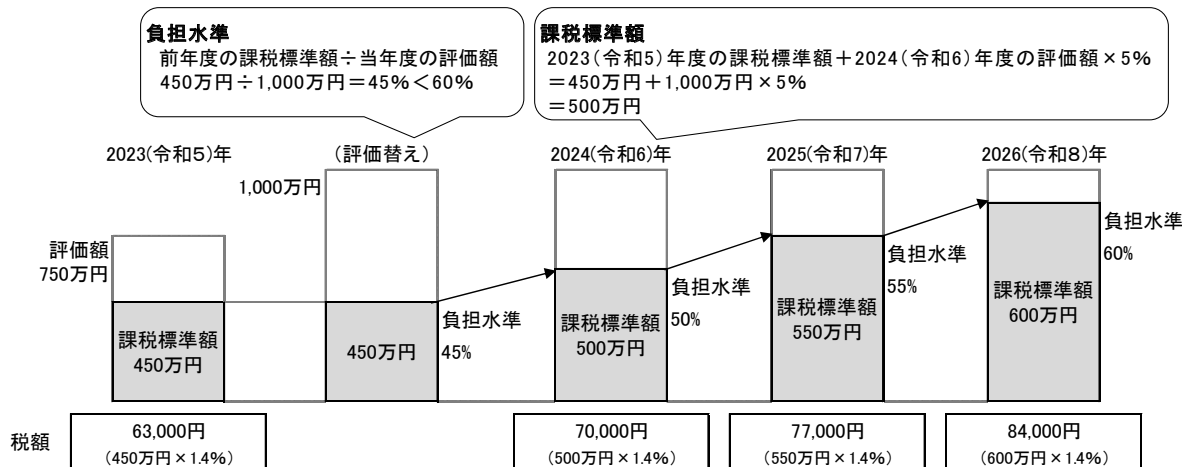 負担水準
前年度の課税標準額÷当年度の評価額
450万円÷1,000万円＝45％＜60％
課税標準額
2023(令和5)年度の課税標準額＋2024(令和6)年度の評価額×5％
＝450万円＋1,000万円×5％
＝500万円
2023(令和5)年
(評価替え)
2024(令和6)年
2025(令和7)年
2026(令和8)年
1,000万円
評価額
750万円
課税標準額
450万円
450万円
負担水準
45%
課税標準額
500万円
負担水準
50%
課税標準額
550万円
負担水準
55%
課税標準額
600万円
負担水準
60%
税額
63,000円
(450万円×1.4%)
70,000円
(500万円×1.4%)
77,000円
(550万円×1.4%)
84,000円
(600万円×1.4%)